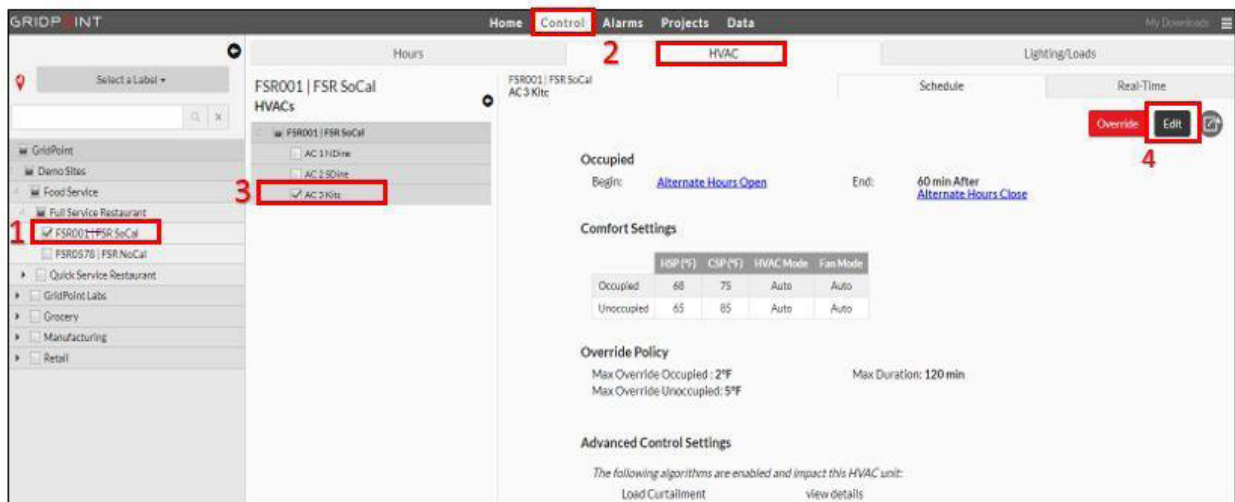 GRIDPOINT
Home Control Alarms Projects Data
My Downloads
Hours
2
HVAC
Lighting/Loads
Select a Label
GridPoint
Demo Sites
Food Service
Full Service Restaurant
1
FSR001 | FSR SoCal
FSR0578 | FSR NoCal
Quick Service Restaurant
GridPoint Labs
Grocery
Manufacturing
Retail
FSR001 | FSR SoCal
HVACs
FSR001 | FSR SoCal
AC 1 NDine
AC 2 SDine
3
AC 3 Kitc
FSR001 | FSR SoCal
AC 3 Kitc
Schedule
Real-Time
Override
Edit
4
Occupied
Begin: Alternate Hours Open
End: 60 min After
Alternate Hours Close
Comfort Settings
HSP (°F) CSP (°F) HVAC Mode Fan Mode
Occupied 68 75 Auto Auto
Unoccupied 65 85 Auto Auto
Override Policy
Max Override Occupied : 2°F
Max Duration: 120 min
Max Override Unoccupied: 5°F
Advanced Control Settings
The following algorithms are enabled and impact this HVAC unit:
Load Curtailment view details